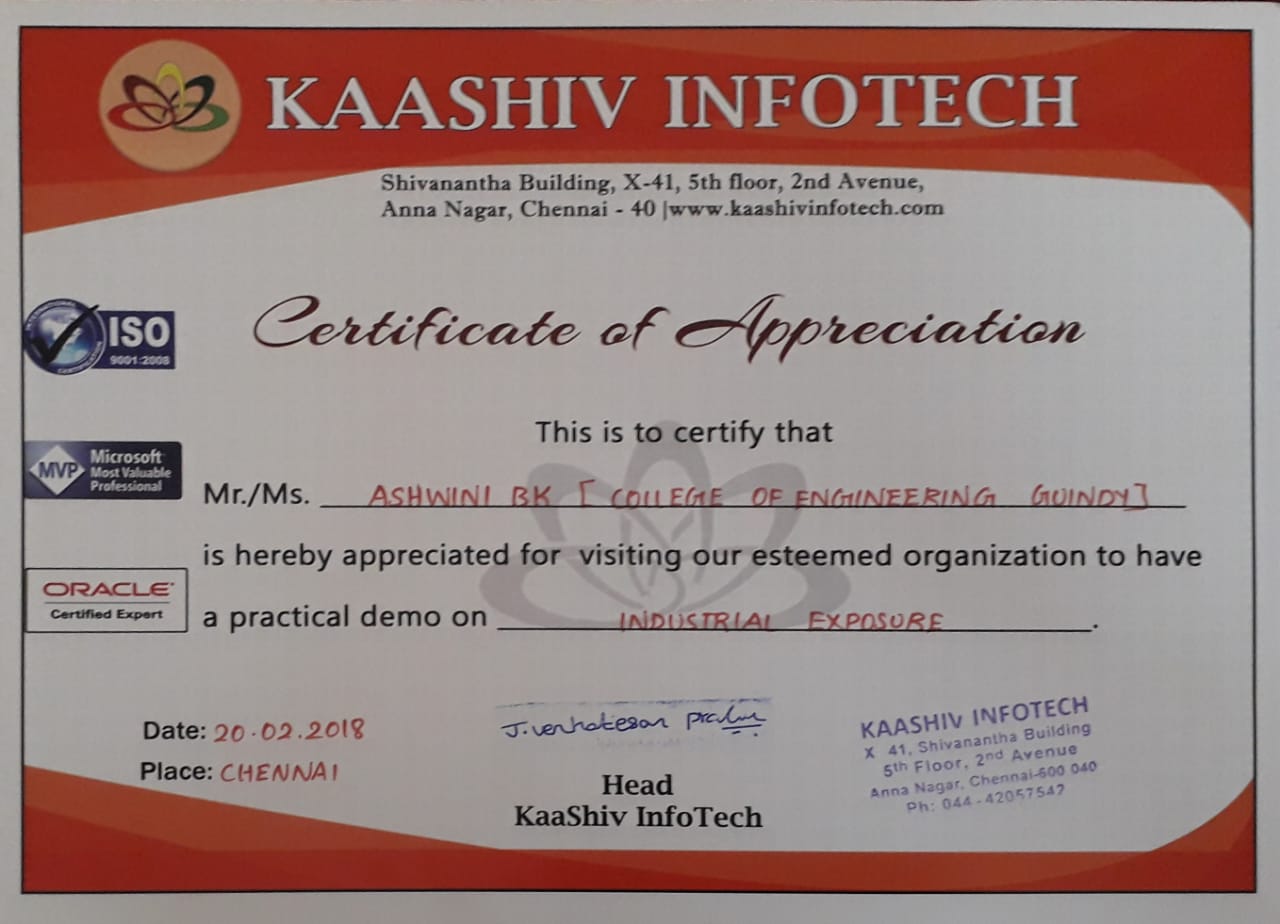 KAASHIV INFOTECH
Shivanantha Building, X-41, 5th floor, 2nd Avenue,
Anna Nagar, Chennai - 40 |www.kaashivinfotech.com
ISO
9001:2008
Certificate of Appreciation
This is to certify that
MVP Microsoft
Most Valuable
Professional
Mr./Ms. ASHWINI BK [ COLLEGE OF ENGINEERING GUINDY]
is hereby appreciated for visiting our esteemed organization to have
ORACLE
Certified Expert
a practical demo on INDUSTRIAL EXPOSURE.
Date: 20.02.2018
Place: CHENNAI
J. Venkatesan
Head
KaaShiv InfoTech
KAASHIV INFOTECH
X 41, Shivanantha Building
5th Floor, 2nd Avenue
Anna Nagar, Chennai-600 040
Ph: 044-42057542